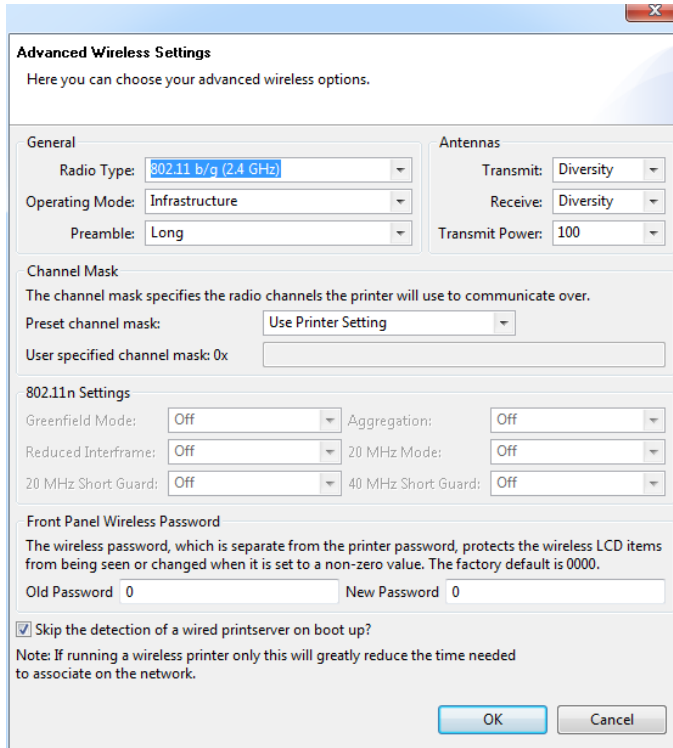 Advanced Wireless Settings
Here you can choose your advanced wireless options.
General
Radio Type: 802.11 b/g (2.4 GHz)
Operating Mode: Infrastructure
Preamble: Long
Antennas
Transmit: Diversity
Receive: Diversity
Transmit Power: 100
Channel Mask
The channel mask specifies the radio channels the printer will use to communicate over.
Preset channel mask: Use Printer Setting
User specified channel mask: 0x
802.11n Settings
Greenfield Mode: Off Aggregation: Off
Reduced Interframe: Off 20 MHz Mode: Off
20 MHz Short Guard: Off 40 MHz Short Guard: Off
Front Panel Wireless Password
The wireless password, which is separate from the printer password, protects the wireless LCD items
from being seen or changed when it is set to a non-zero value. The factory default is 0000.
Old Password 0 New Password 0
Skip the detection of a wired printserver on boot up?
Note: If running a wireless printer only this will greatly reduce the time needed
to associate on the network.
OK Cancel